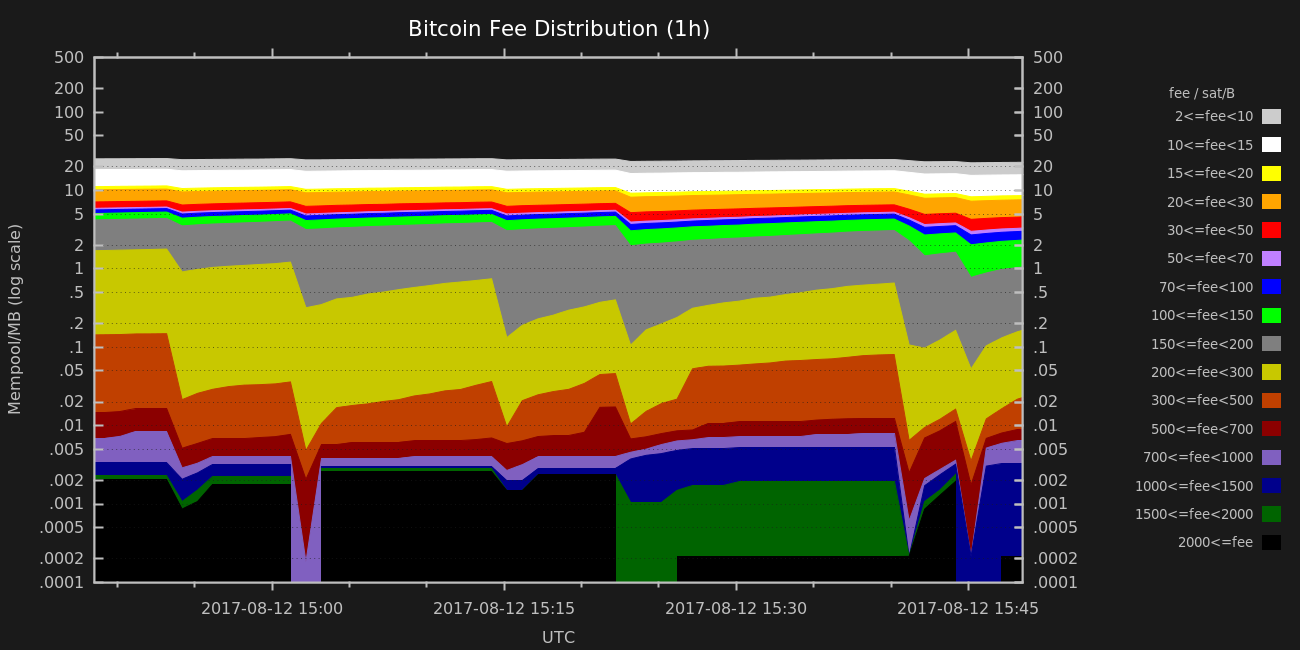 Bitcoin Fee Distribution (1h)
500 500
200 200
100 100
50 50
20 20
10 10
5 5
2 2
1 1
.5 .5
.2 .2
.1 .1
.05 .05
.02 .02
.01 .01
.005 .005
.002 .002
.001 .001
.0005 .0005
.0002 .0002
.0001 .0001
Mempool/MB (log scale)
2017-08-12 15:00 2017-08-12 15:15 2017-08-12 15:30 2017-08-12 15:45
UTC
fee / sat/B
2<=fee<10
10<=fee<15
15<=fee<20
20<=fee<30
30<=fee<50
50<=fee<70
70<=fee<100
100<=fee<150
150<=fee<200
200<=fee<300
300<=fee<500
500<=fee<700
700<=fee<1000
1000<=fee<1500
1500<=fee<2000
2000<=fee